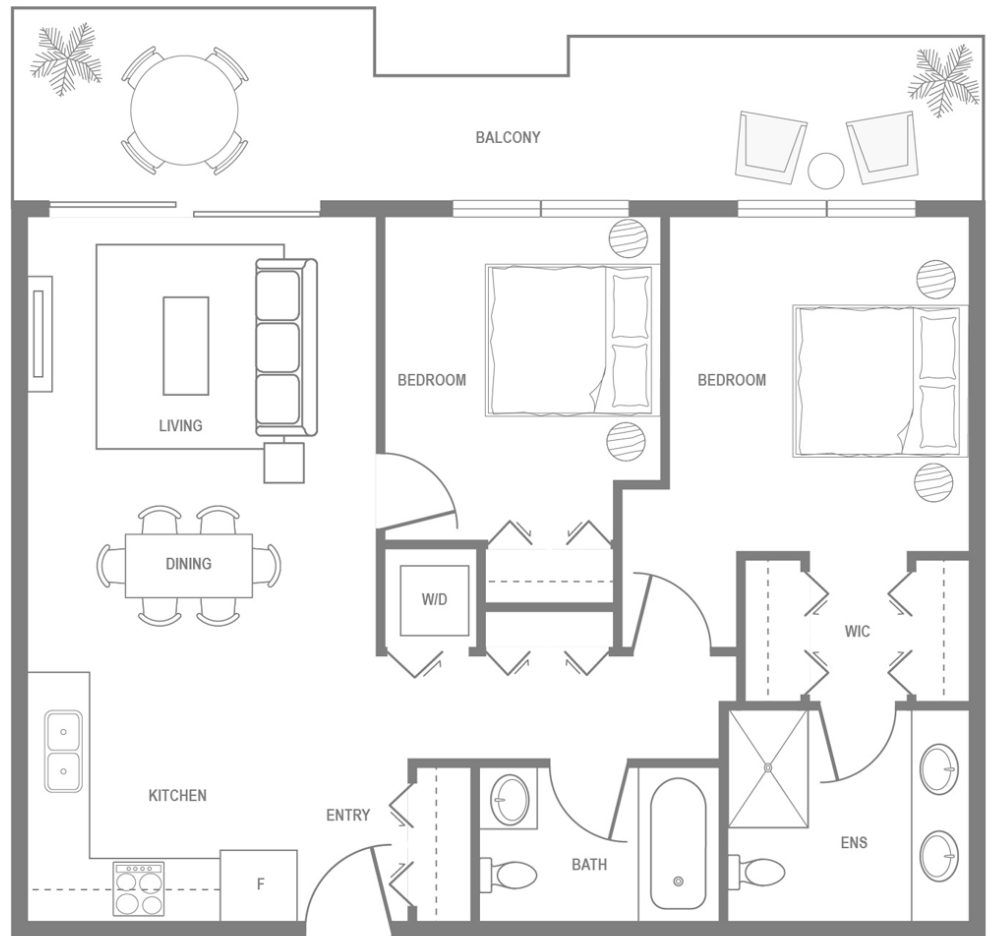 BALCONY
BEDROOM
BEDROOM
LIVING
DINING
W/D
WIC
KITCHEN
ENTRY
ENS
BATH
F